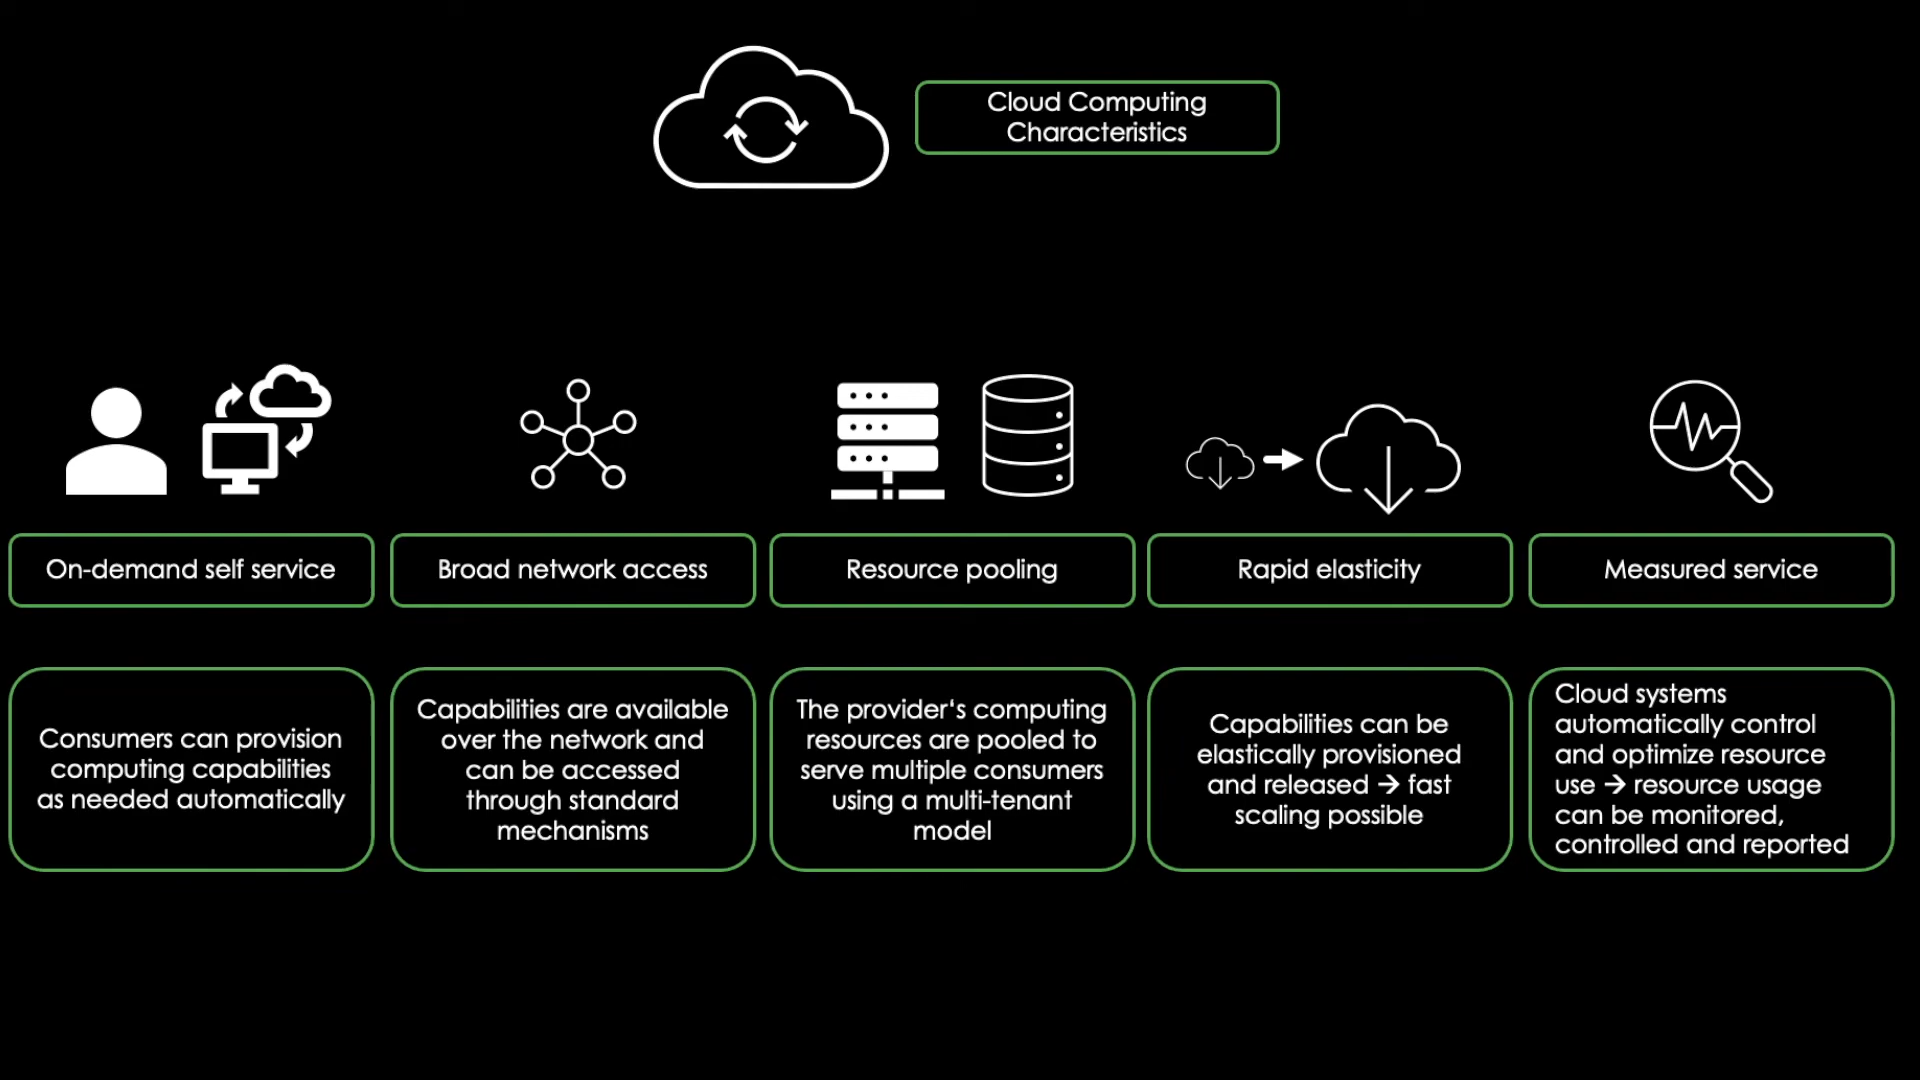 Cloud Computing
Characteristics
On-demand self service
Broad network access
Resource pooling
Rapid elasticity
Measured service
Consumers can provision
computing capabilities
as needed automatically
Capabilities are available
over the network and
can be accessed
through standard
mechanisms
The provider‘s computing
resources are pooled to
serve multiple consumers
using a multi-tenant
model
Capabilities can be
elastically provisioned
and released → fast
scaling possible
Cloud systems
automatically control
and optimize resource
use → resource usage
can be monitored,
controlled and reported